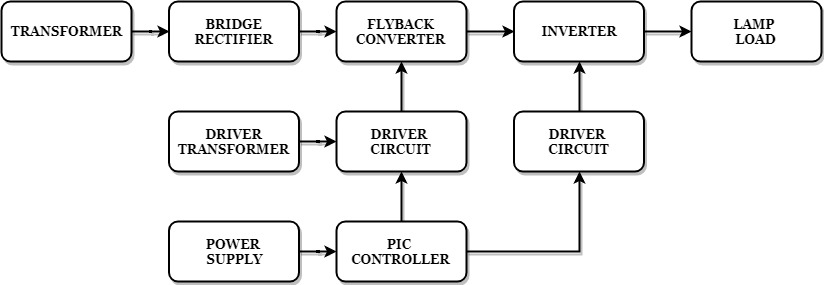 TRANSFORMER
BRIDGE
RECTIFIER
FLYBACK
CONVERTER
INVERTER
LAMP
LOAD
DRIVER
TRANSFORMER
DRIVER
CIRCUIT
DRIVER
CIRCUIT
POWER
SUPPLY
PIC
CONTROLLER